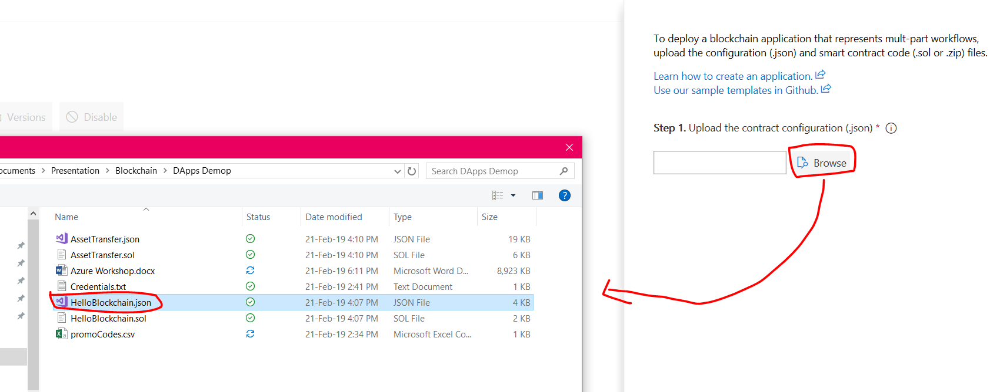 To deploy a blockchain application that represents mult-part workflows,
upload the configuration (.json) and smart contract code (.sol or .zip) files.
Learn how to create an application.
Use our sample templates in Github.
Versions
Disable
Step 1. Upload the contract configuration (.json) *
Browse
ocuments > Presentation > Blockchain > DApps Demop
Search DApps Demop
Name Status Date modified Type Size
AssetTransfer.json 21-Feb-19 4:10 PM JSON File 19 KB
AssetTransfer.sol 21-Feb-19 4:10 PM SOL File 6 KB
Azure Workshop.docx 21-Feb-19 6:11 PM Microsoft Word D... 8,923 KB
Credentials.txt 21-Feb-19 2:41 PM Text Document 1 KB
HelloBlockchain.json 21-Feb-19 4:07 PM JSON File 4 KB
HelloBlockchain.sol 21-Feb-19 4:07 PM SOL File 2 KB
promoCodes.csv 21-Feb-19 2:34 PM Microsoft Excel Co... 1 KB